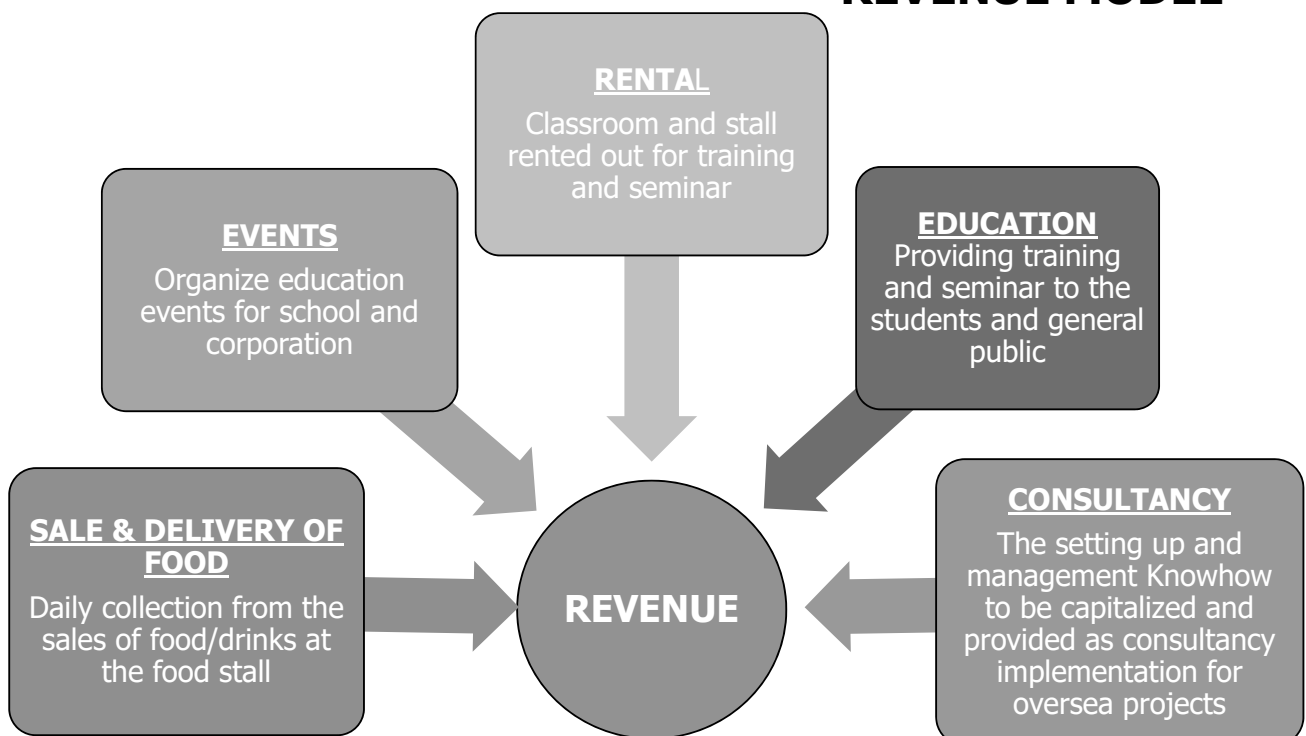 REVENUE MODEL
RENTAL
Classroom and stall
rented out for training
and seminar
EVENTS
Organize education
events for school and
corporation
EDUCATION
Providing training
and seminar to the
students and general
public
SALE & DELIVERY OF
FOOD
Daily collection from the
sales of food/drinks at
the food stall
REVENUE
CONSULTANCY
The setting up and
management Knowhow
to be capitalized and
provided as consultancy
implementation for
oversea projects